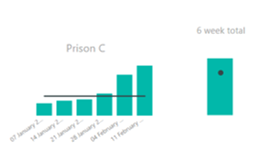 6 week total
Prison C
07 January 2...
14 January 2...
21 January 2...
28 January 2...
04 February ...
11 February ...